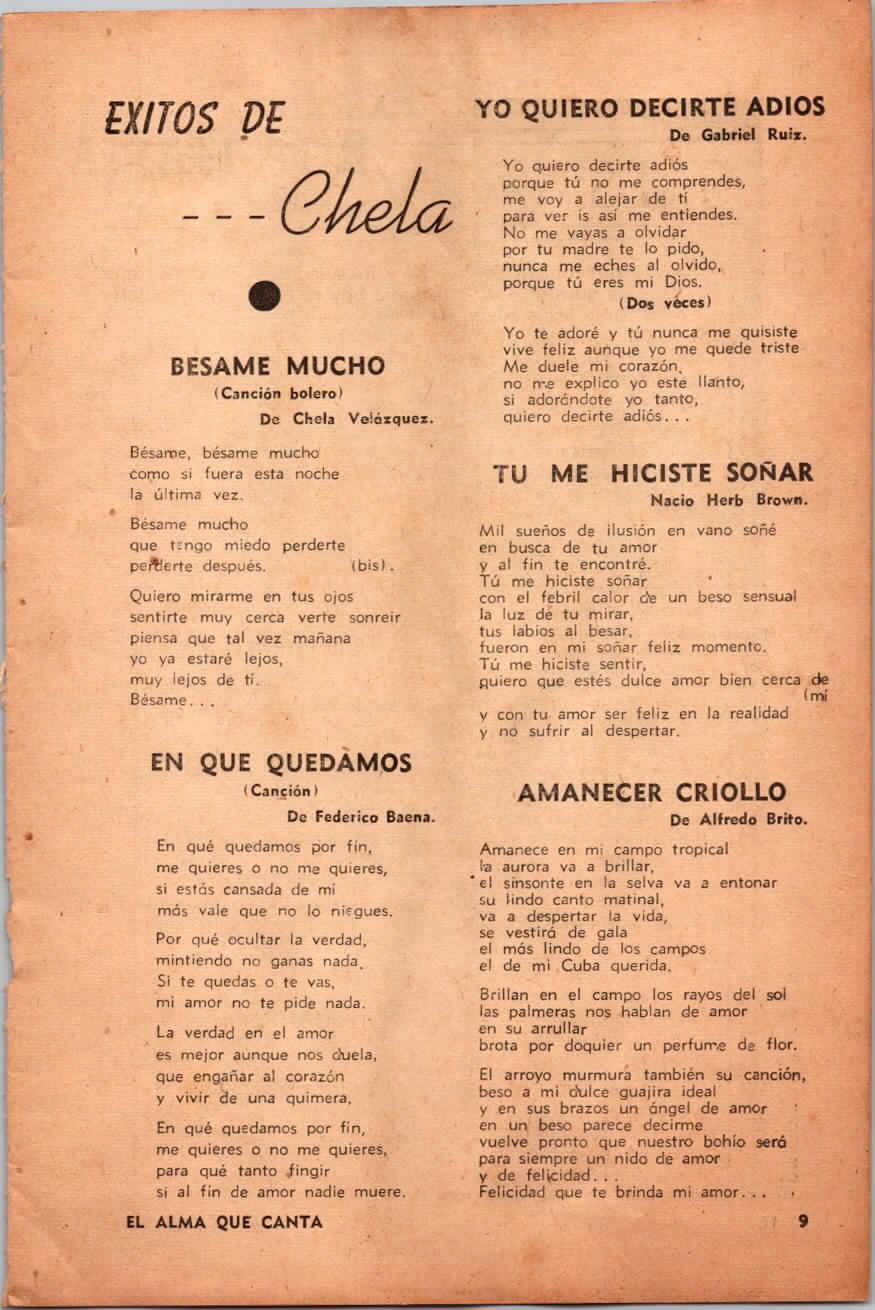 EXITOS DE
--- Chela
BESAME MUCHO
(Canción bolero)
De Chela Velázquez.
Bésame, bésame mucho
como si fuera esta noche
la última vez.
Bésame mucho
que tengo miedo perderte
perderte después. (bis).
Quiero mirarme en tus ojos
sentirte muy cerca verte sonreir
piensa que tal vez mañana
yo ya estaré lejos,
muy lejos de tí.
Bésame...
EN QUE QUEDAMOS
(Canción)
De Federico Baena.
En qué quedamos por fin,
me quieres o no me quieres,
si estás cansada de mí
más vale que no lo niegues.
Por qué ocultar la verdad,
mintiendo no ganas nada.
Si te quedas o te vas,
mi amor no te pide nada.
La verdad en el amor
es mejor aunque nos duela,
que engañar al corazón
y vivir de una quimera,
En qué quedamos por fin,
me quieres o no me quieres,
para qué tanto fingir
si al fín de amor nadie muere.
YO QUIERO DECIRTE ADIOS
De Gabriel Ruiz.
Yo quiero decirte adiós
porque tú no me comprendes,
me voy a alejar de tí
para ver is así me entiendes.
No me vayas a olvidar
por tu madre te lo pido,
nunca me eches al olvido,
porque tú eres mi Dios.
(Dos véces)
Yo te adoré y tú nunca me quisiste
vive feliz aunque yo me quede triste
Me duele mi corazón,
no me explico yo este llanto,
si adorándote yo tanto,
quiero decirte adiós...
TU ME HICISTE SOÑAR
Nacio Herb Brown.
Mil sueños de ilusión en vano soñé
en busca de tu amor
y al fin te encontré.
Tú me hiciste soñar
con el febril calor de un beso sensual
la luz de tu mirar,
tus labios al besar,
fueron en mi soñar feliz momento.
Tú me hiciste sentir,
quiero que estés dulce amor bien cerca de
(mí
y con tu amor ser feliz en la realidad
y no sufrir al despertar.
AMANECER CRIOLLO
De Alfredo Brito.
Amanece en mi campo tropical
la aurora va a brillar,
el sinsonte en la selva va a entonar
su lindo canto matinal,
va a despertar la vida,
se vestirá de gala
el más lindo de los campos
el de mi Cuba querida.
Brillan en el campo los rayos del sol
las palmeras nos hablan de amor
en su arrullar
brota por doquier un perfume de flor.
El arroyo murmura también su canción,
beso a mi dulce guajira ideal
y en sus brazos un ángel de amor
en un beso parece decirme
vuelve pronto que nuestro bohío será
para siempre un nido de amor
y de felicidad...
Felicidad que te brinda mi amor...
EL ALMA QUE CANTA 9